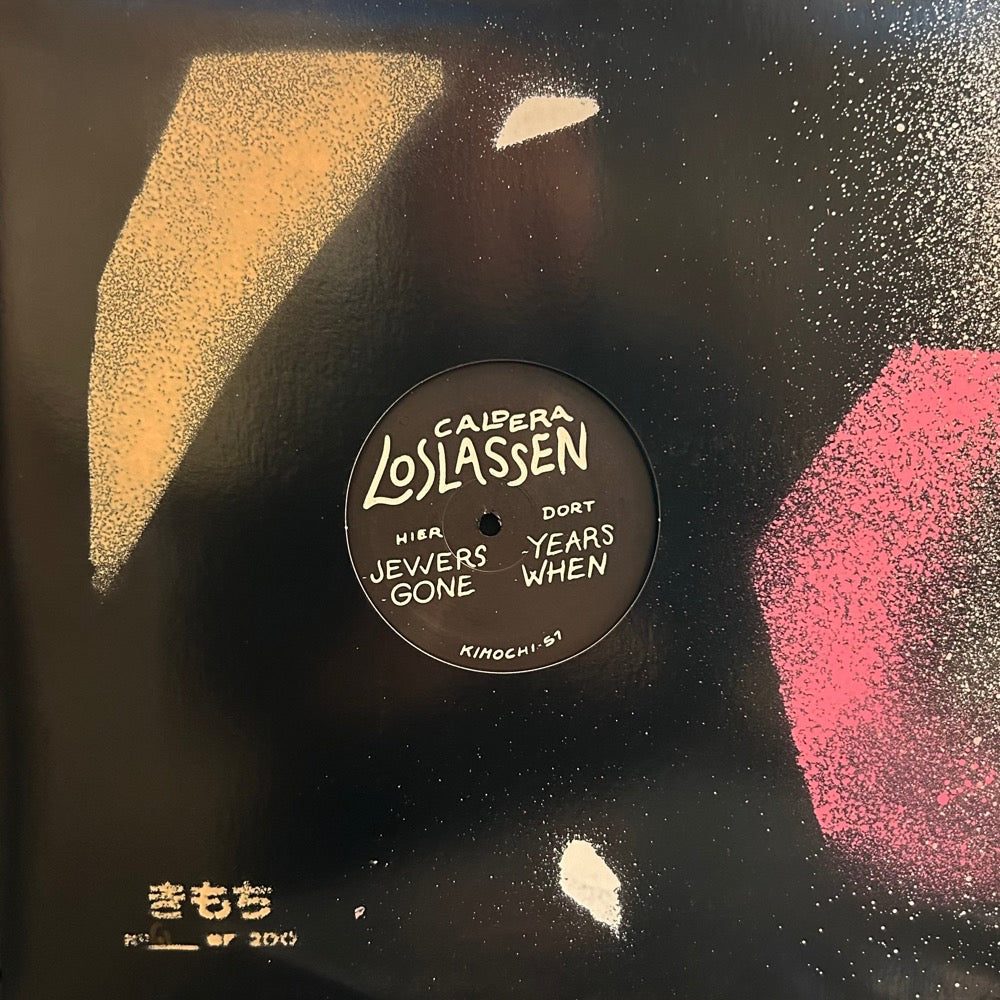 CALDERA
LOSLASSEN
HIER
DORT
-JEWERS
-GONE
-YEARS
-WHEN
KIMOCHI-51
きもち
OF 200